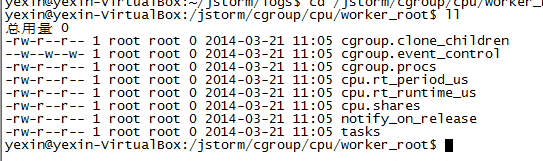 yexin@yexin-VirtualBox:~/jstorm/logs$ cd /jstorm/cgroup/cpu/worker_ro
yexin@yexin-VirtualBox:/jstorm/cgroup/cpu/worker_root$ ll
总用量 0
-rw-r--r-- 1 root root 0 2014-03-21 11:05 cgroup.clone_children
--w--w--w- 1 root root 0 2014-03-21 11:05 cgroup.event_control
-rw-r--r-- 1 root root 0 2014-03-21 11:05 cgroup.procs
-rw-r--r-- 1 root root 0 2014-03-21 11:05 cpu.rt_period_us
-rw-r--r-- 1 root root 0 2014-03-21 11:05 cpu.rt_runtime_us
-rw-r--r-- 1 root root 0 2014-03-21 11:05 cpu.shares
-rw-r--r-- 1 root root 0 2014-03-21 11:05 notify_on_release
-rw-r--r-- 1 root root 0 2014-03-21 11:05 tasks
yexin@yexin-VirtualBox:/jstorm/cgroup/cpu/worker_root$